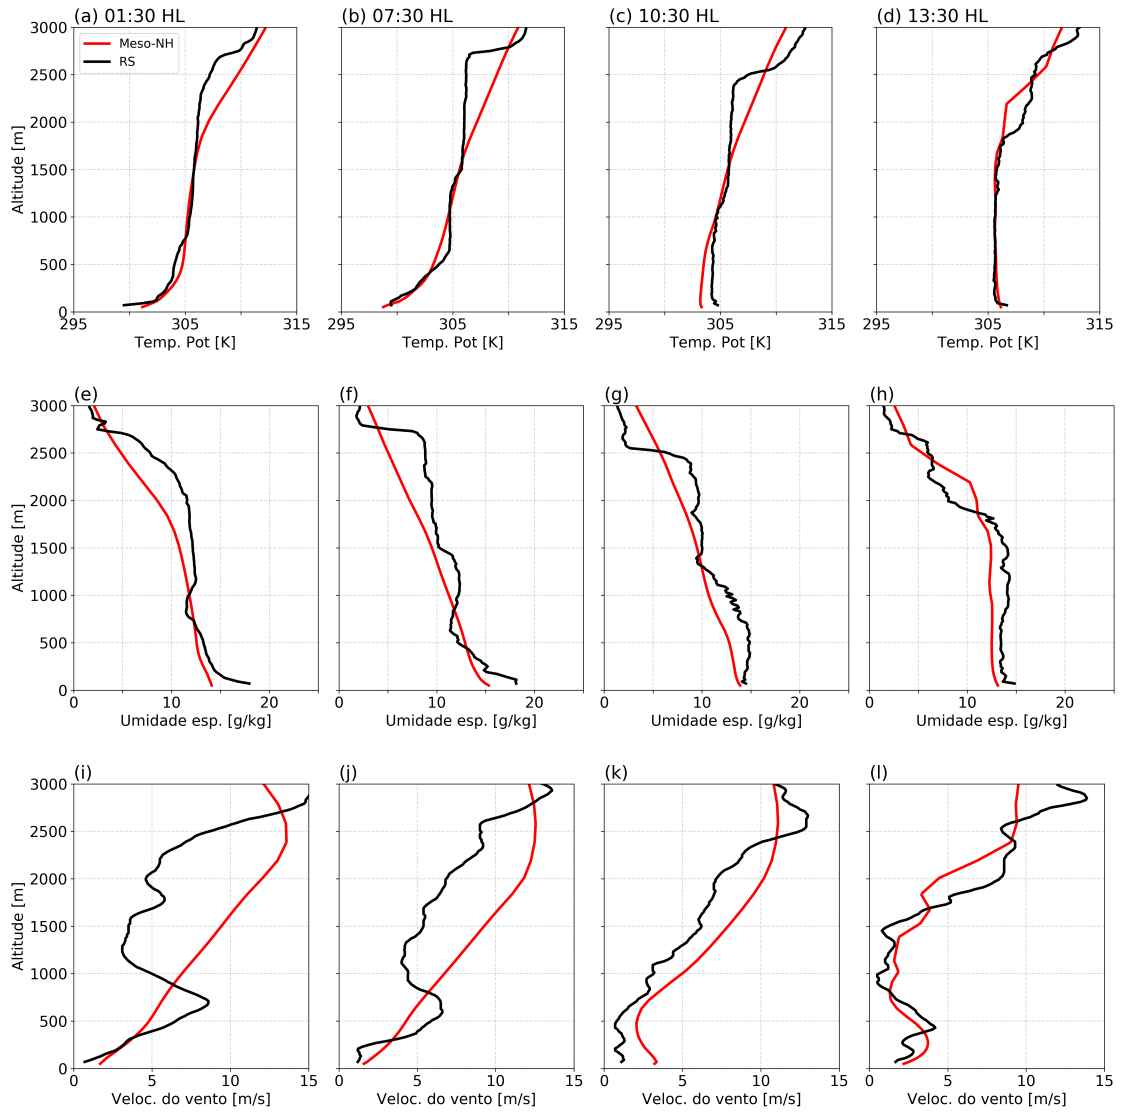 (a) 01:30 HL
(b) 07:30 HL
(c) 10:30 HL
(d) 13:30 HL
Meso-NH
RS
3000
2500
2000
1500
1000
500
0
Altitude [m]
295 305 315
295 305 315
295 305 315
295 305 315
Temp. Pot [K]
Temp. Pot [K]
Temp. Pot [K]
Temp. Pot [K]
(e)
(f)
(g)
(h)
3000
2500
2000
1500
1000
500
0
Altitude [m]
0 10 20
0 10 20
0 10 20
0 10 20
Umidade esp. [g/kg]
Umidade esp. [g/kg]
Umidade esp. [g/kg]
Umidade esp. [g/kg]
(i)
(j)
(k)
(l)
3000
2500
2000
1500
1000
500
0
Altitude [m]
0 5 10 15
0 5 10 15
0 5 10 15
0 5 10 15
Veloc. do vento [m/s]
Veloc. do vento [m/s]
Veloc. do vento [m/s]
Veloc. do vento [m/s]